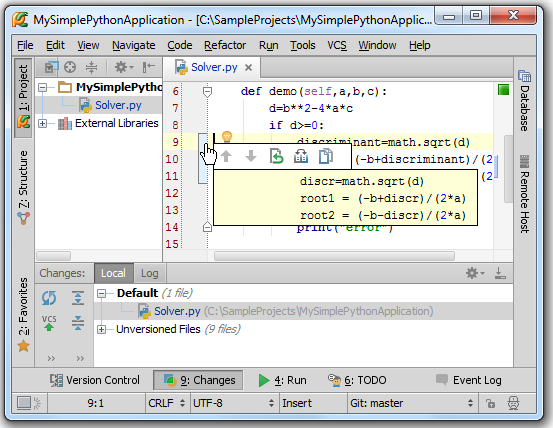 MySimplePythonApplication - [C:\SampleProjects\MySimplePythonApplic...
File Edit View Navigate Code Refactor Run Tools VCS Window Help
Solver.py
1: Project
7: Structure
2: Favorites
MySimplePytho
Solver.py
External Libraries
6 def demo(self,a,b,c):
7 d=b**2-4*a*c
8 if d>=0:
9 discriminant=math.sqrt(d)
10 (-b+discriminant)/(2
11 (2
12
13
14 print("error")
15
discr=math.sqrt(d)
root1 = (-b+discr)/(2*a)
root2 = (-b-discr)/(2*a)
Database
Remote Host
Changes: Local Log
Default (1 file)
Solver.py (C:\SampleProjects\MySimplePythonApplication)
Unversioned Files (9 files)
VCS
Version Control 9: Changes 4: Run 6: TODO Event Log
9:1 CRLF UTF-8 Insert Git: master